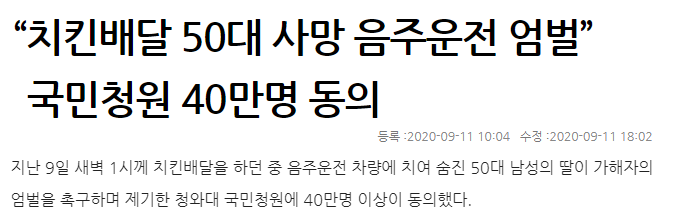 “치킨배달 50대 사망 음주운전 엄벌”
국민청원 40만명 동의
등록 :2020-09-11 10:04 수정 :2020-09-11 18:02
지난 9일 새벽 1시께 치킨배달을 하던 중 음주운전 차량에 치여 숨진 50대 남성의 딸이 가해자의
엄벌을 촉구하며 제기한 청와대 국민청원에 40만명 이상이 동의했다.